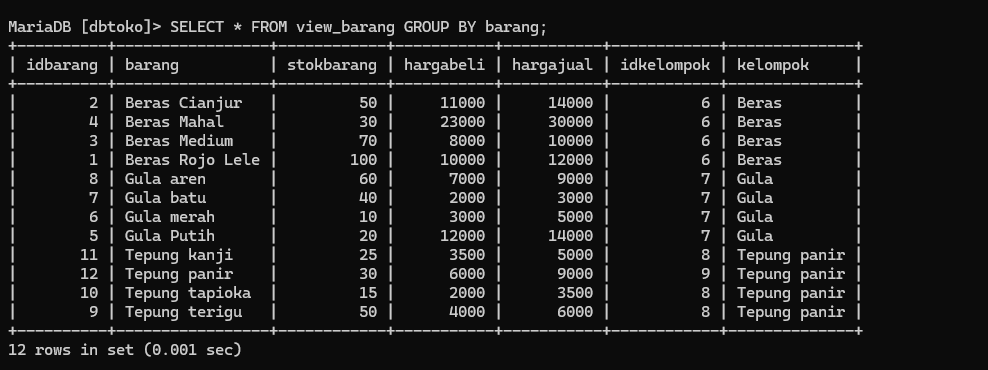 MariaDB [dbtoko]> SELECT * FROM view_barang GROUP BY barang;
+----------+-----------------+------------+-----------+-----------+------------+--------------+
| idbarang | barang          | stokbarang | hargabeli | hargajual | idkelompok | kelompok     |
+----------+-----------------+------------+-----------+-----------+------------+--------------+
|        2 | Beras Cianjur   |         50 |     11000 |     14000 |          6 | Beras        |
|        4 | Beras Mahal     |         30 |     23000 |     30000 |          6 | Beras        |
|        3 | Beras Medium    |         70 |      8000 |     10000 |          6 | Beras        |
|        1 | Beras Rojo Lele |        100 |     10000 |     12000 |          6 | Beras        |
|        8 | Gula aren       |         60 |      7000 |      9000 |          7 | Gula         |
|        7 | Gula batu       |         40 |      2000 |      3000 |          7 | Gula         |
|        6 | Gula merah      |         10 |      3000 |      5000 |          7 | Gula         |
|        5 | Gula Putih      |         20 |     12000 |     14000 |          7 | Gula         |
|       11 | Tepung kanji    |         25 |      3500 |      5000 |          8 | Tepung panir |
|       12 | Tepung panir    |         30 |      6000 |      9000 |          9 | Tepung panir |
|       10 | Tepung tapioka  |         15 |      2000 |      3500 |          8 | Tepung panir |
|        9 | Tepung terigu   |         50 |      4000 |      6000 |          8 | Tepung panir |
+----------+-----------------+------------+-----------+-----------+------------+--------------+
12 rows in set (0.001 sec)